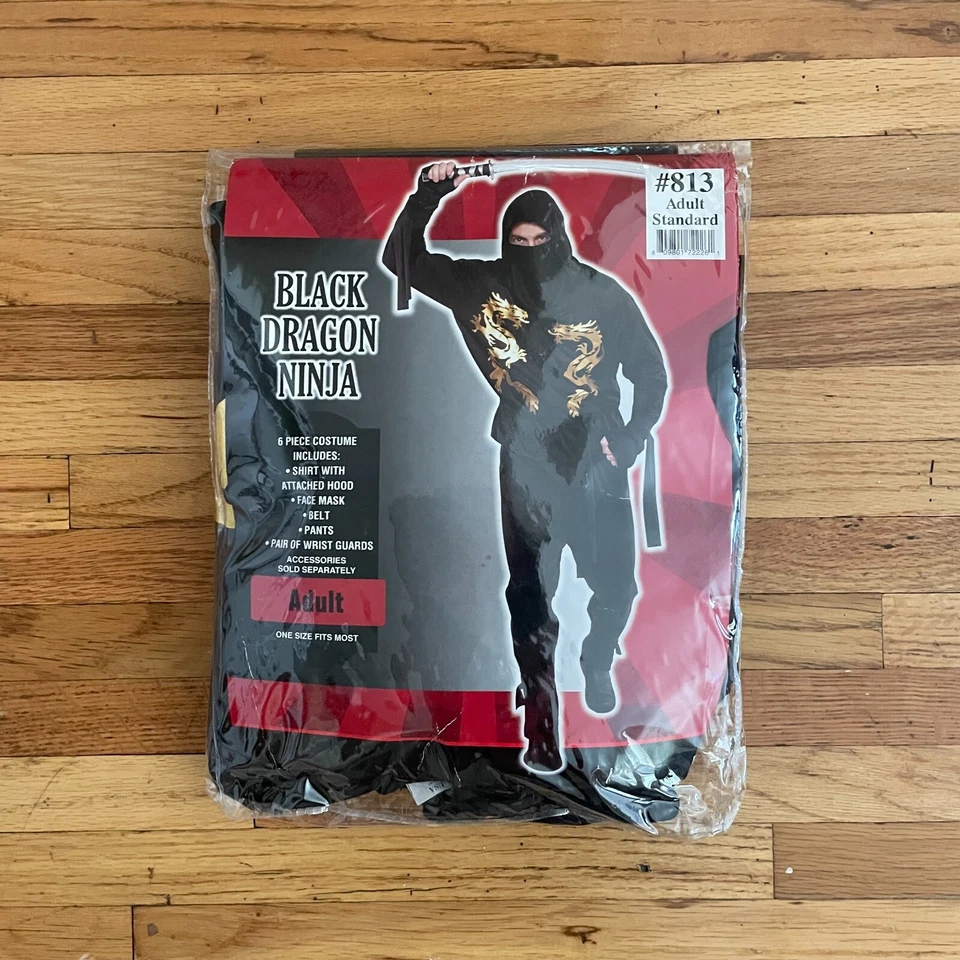 #813
Adult
Standard
BLACK
DRAGON
NINJA
6 PIECE COSTUME
INCLUDES:
• SHIRT WITH
ATTACHED HOOD
• FACE MASK
• BELT
• PANTS
• PAIR OF WRIST GUARDS
ACCESSORIES
SOLD SEPARATELY
Adult
ONE SIZE FITS MOST